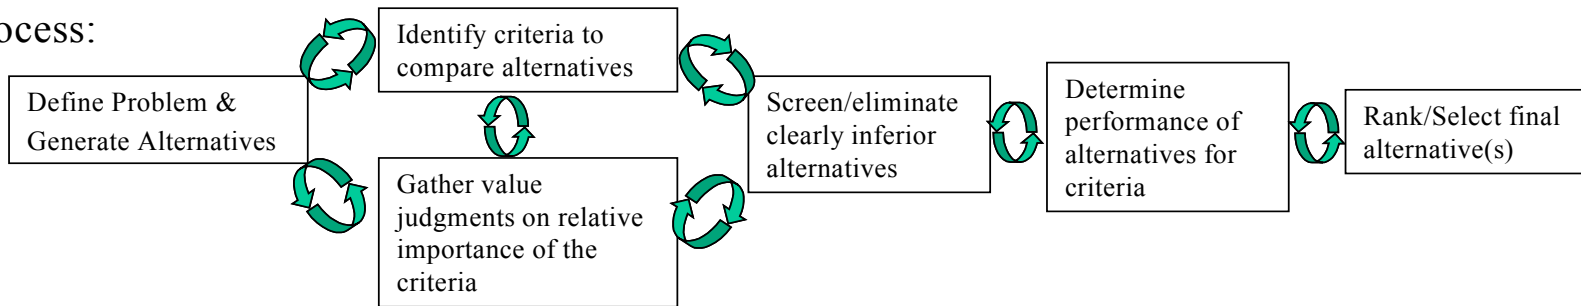 ocess:
Define Problem &
Generate Alternatives
Identify criteria to
compare alternatives
Gather value
judgments on relative
importance of the
criteria
Screen/eliminate
clearly inferior
alternatives
Determine
performance of
alternatives for
criteria
Rank/Select final
alternative(s)